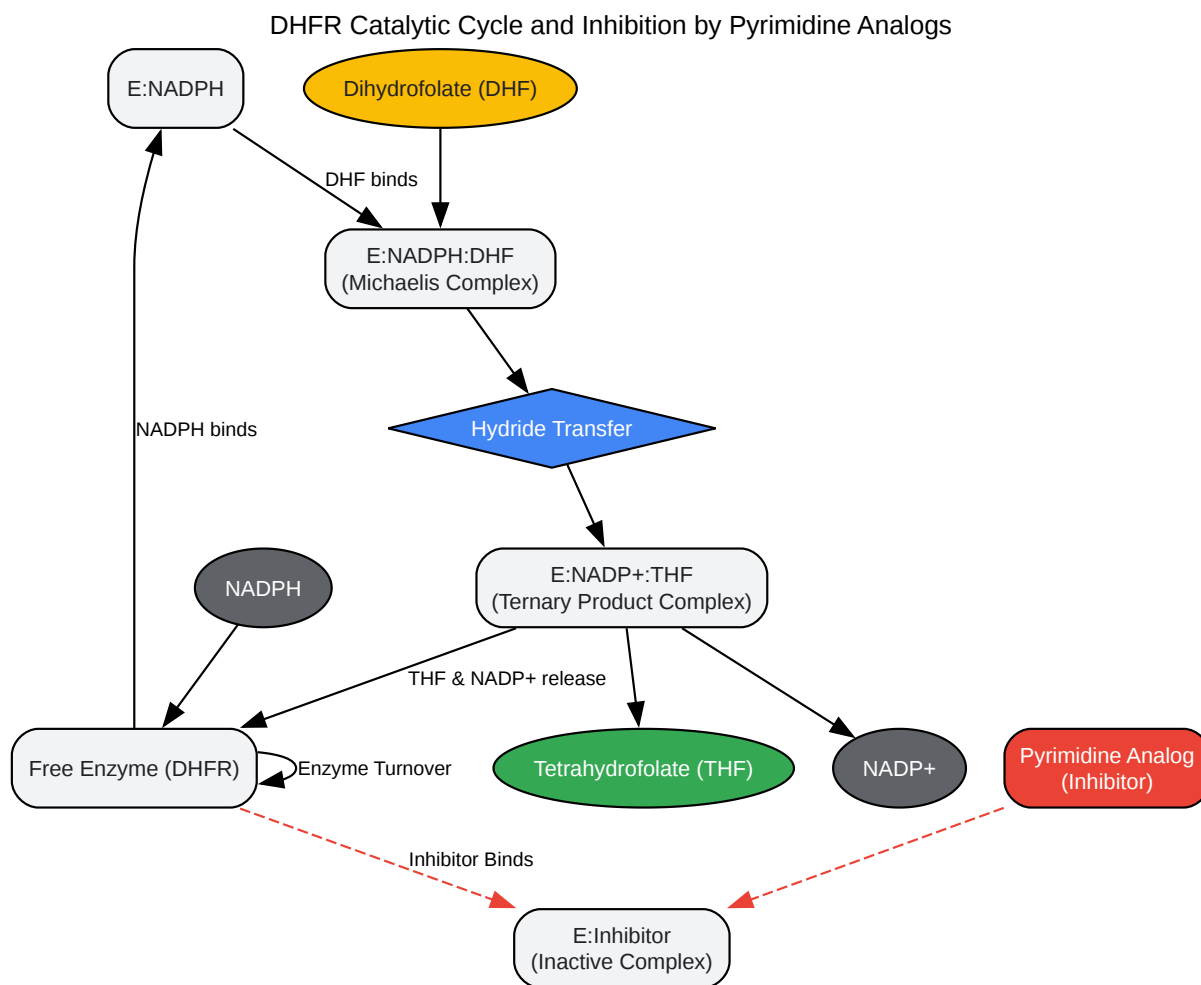 DHFR Catalytic Cycle and Inhibition by Pyrimidine Analogs
E:NADPH
Dihydrofolate (DHF)
DHF binds
E:NADPH:DHF
(Michaelis Complex)
NADPH binds
Hydride Transfer
NADPH
E:NADP+:THF
(Ternary Product Complex)
THF & NADP+ release
Free Enzyme (DHFR)
Enzyme Turnover
Tetrahydrofolate (THF)
NADP+
Pyrimidine Analog
(Inhibitor)
Inhibitor Binds
E:Inhibitor
(Inactive Complex)